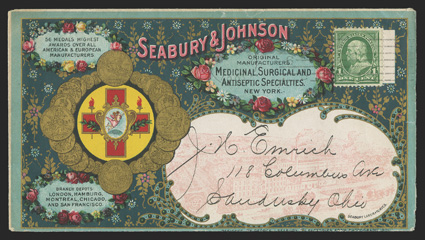 SEABURY & JOHNSON
56 MEDALS HIGHEST
AWARDS OVER ALL
AMERICAN & EUROPEAN
MANUFACTURERS.
ORIGINAL
MANUFACTURERS
MEDICINAL, SURGICAL AND
ANTISEPTIC SPECIALTIES.
NEW YORK.
J N Emrich
118 Columbus Ave
Sandusky Ohio
BRANCH DEPOTS:
LONDON, HAMBURG,
MONTREAL, CHICAGO,
AND SAN FRANCISCO.